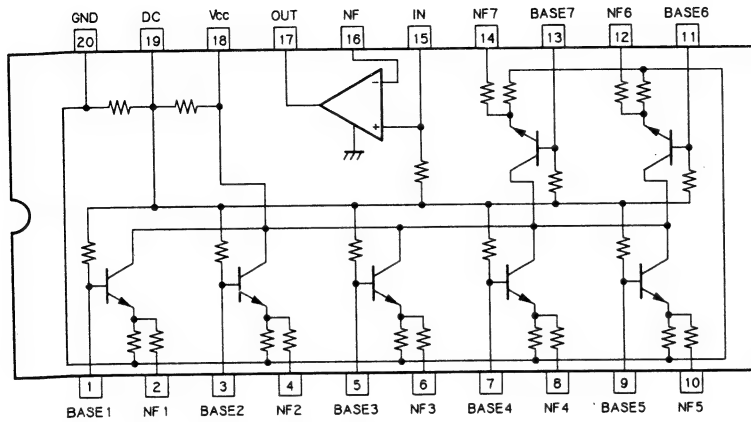 GND DC Vcc OUT NF IN NF7 BASE7 NF6 BASE6
20 19 18 17 16 15 14 13 12 11
−
+
1 2 3 4 5 6 7 8 9 10
BASE1 NF1 BASE2 NF2 BASE3 NF3 BASE4 NF4 BASE5 NF5